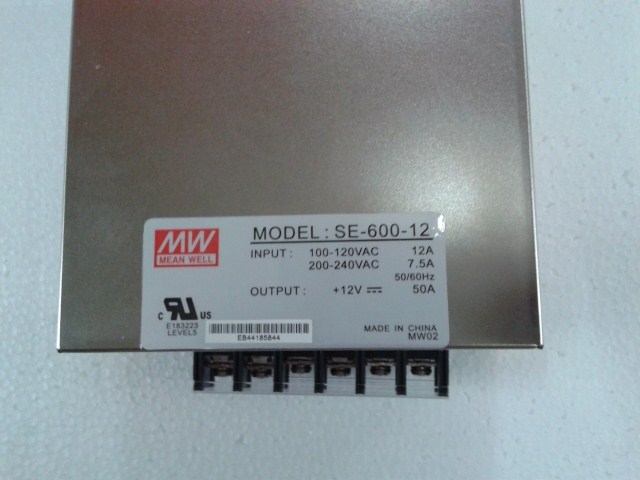 MW
MEAN WELL
MODEL : SE-600-12
INPUT : 100-120VAC 12A
200-240VAC 7.5A
50/60Hz
OUTPUT : +12V 50A
c RU US
E183223
LEVEL5
EB44185844
MADE IN CHINA
MW02